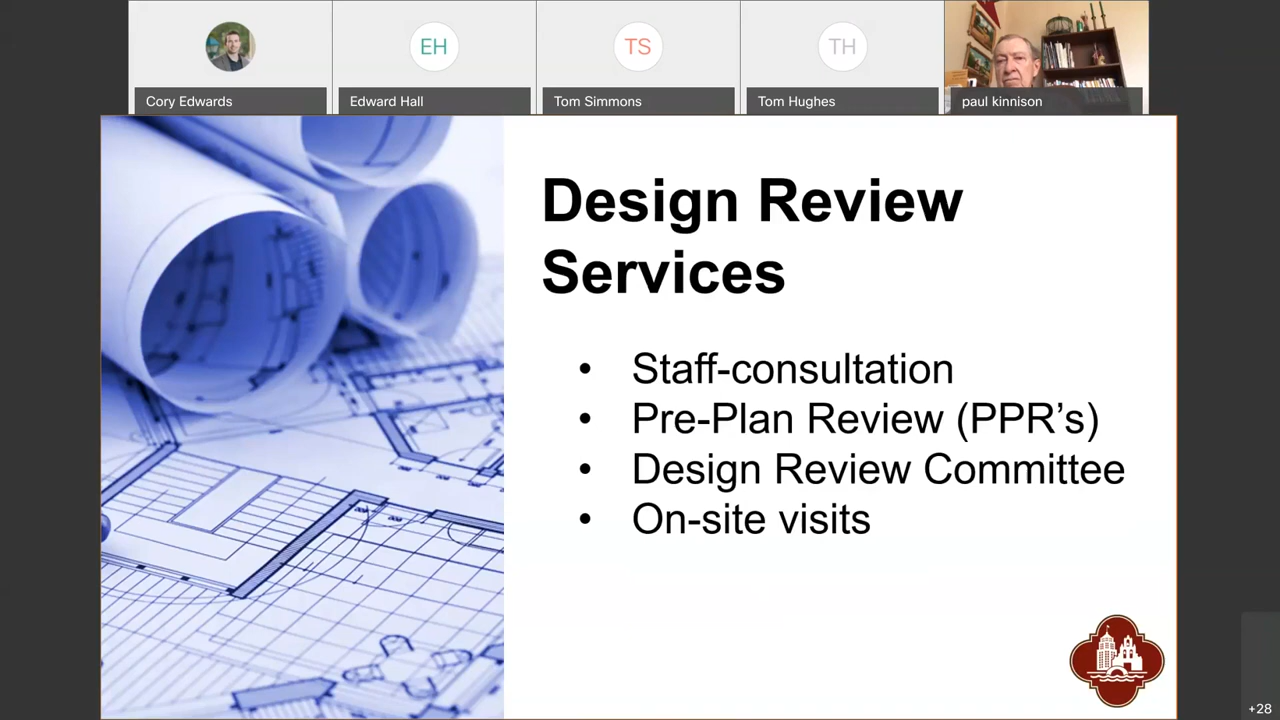 EH
TS
TH
Cory Edwards
Edward Hall
Tom Simmons
Tom Hughes
paul kinnison
Design Review
Services
• Staff-consultation
• Pre-Plan Review (PPR’s)
• Design Review Committee
• On-site visits
+28